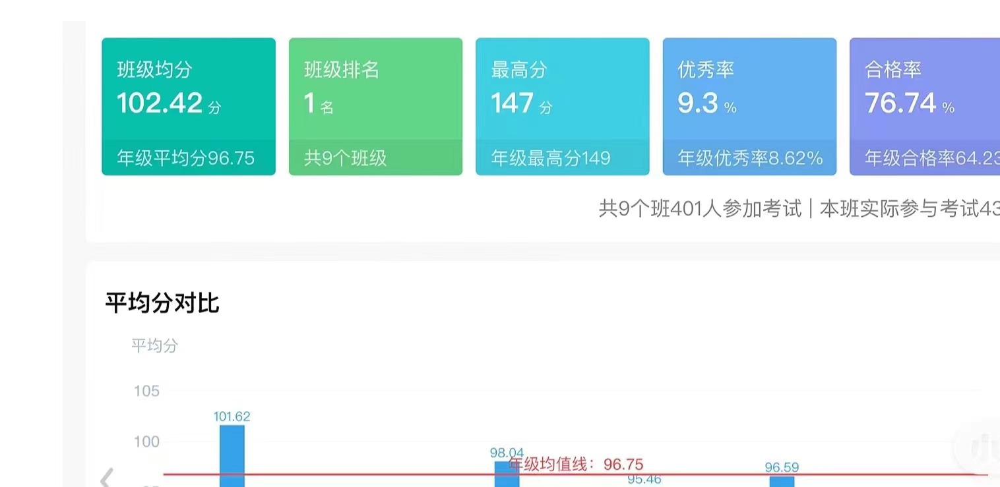 班级均分
102.42 分
年级平均分96.75
班级排名
1 名
共9个班级
最高分
147 分
年级最高分149
优秀率
9.3 %
年级优秀率8.62%
合格率
76.74 %
年级合格率64.23
共9个班401人参加考试 | 本班实际参与考试43
平均分对比
平均分
105
101.62
100
98.04
年级均值线：96.75
95.46
96.59